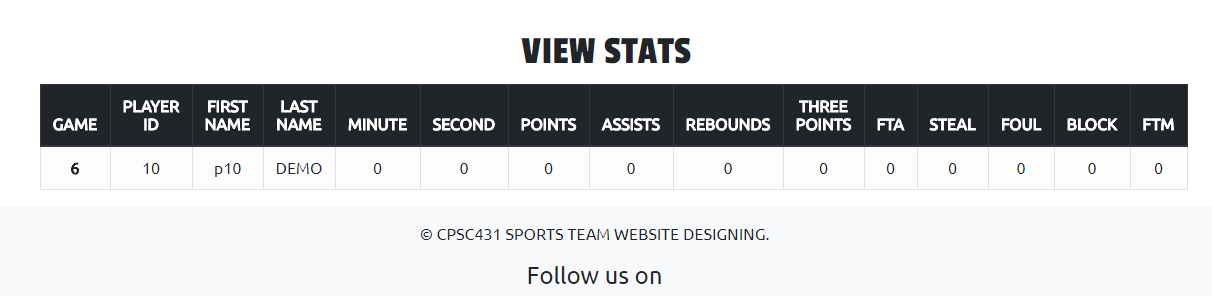 VIEW STATS
GAME PLAYER ID FIRST NAME LAST NAME MINUTE SECOND POINTS ASSISTS REBOUNDS THREE POINTS FTA STEAL FOUL BLOCK FTM
6 10 p10 DEMO 0 0 0 0 0 0 0 0 0 0 0
© CPSC431 SPORTS TEAM WEBSITE DESIGNING.
Follow us on